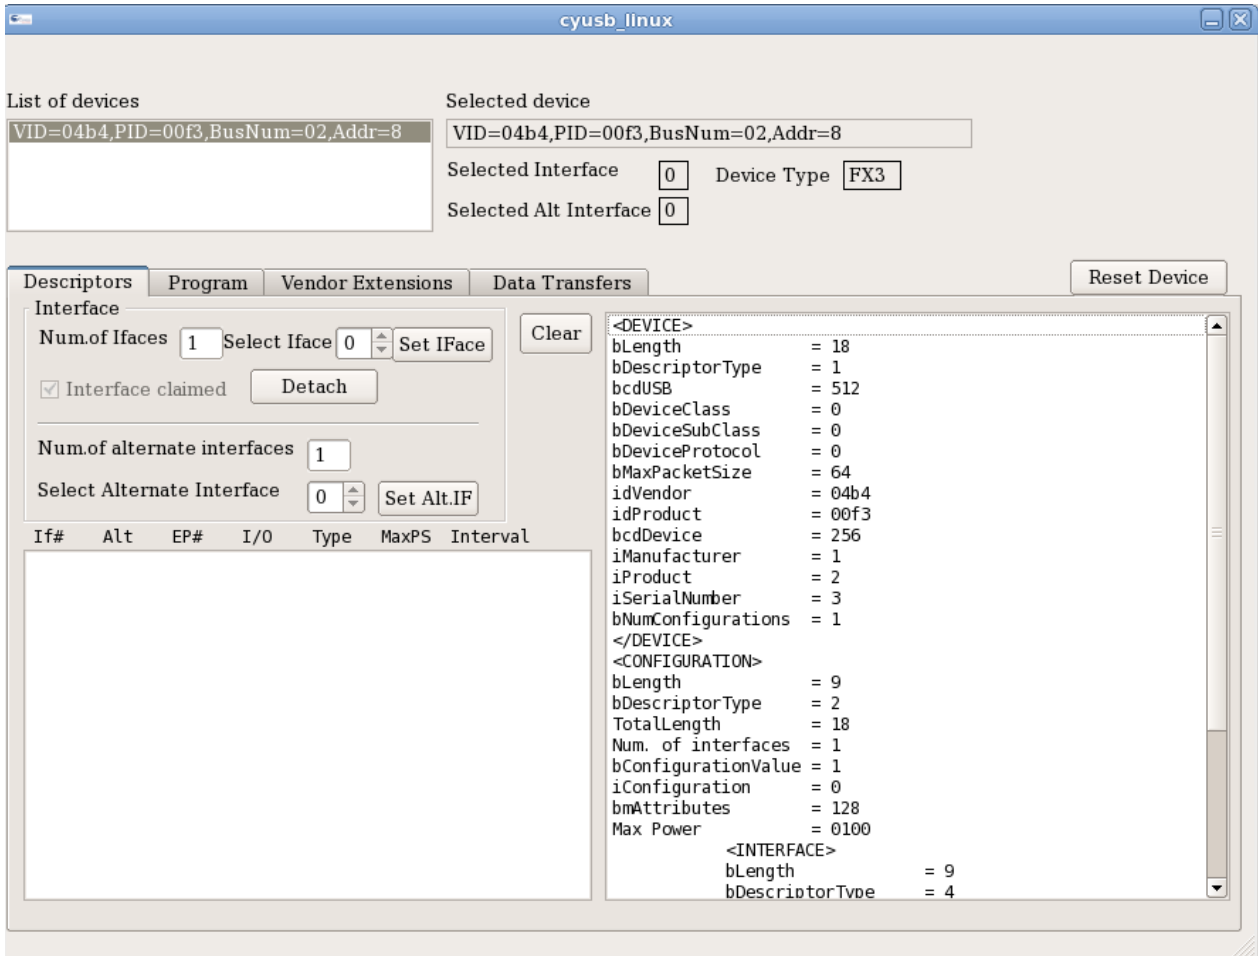 cyusb_linux
List of devices
VID=04b4,PID=00f3,BusNum=02,Addr=8
Selected device
VID=04b4,PID=00f3,BusNum=02,Addr=8
Selected Interface 0 Device Type FX3
Selected Alt Interface 0
Descriptors Program Vendor Extensions Data Transfers
Reset Device
Interface
Num.of Ifaces 1 Select Iface 0 Set IFace
Clear
Interface claimed Detach
Num.of alternate interfaces 1
Select Alternate Interface 0 Set Alt.IF
If# Alt EP# I/O Type MaxPS Interval
<DEVICE>
bLength = 18
bDescriptorType = 1
bcdUSB = 512
bDeviceClass = 0
bDeviceSubClass = 0
bDeviceProtocol = 0
bMaxPacketSize = 64
idVendor = 04b4
idProduct = 00f3
bcdDevice = 256
iManufacturer = 1
iProduct = 2
iSerialNumber = 3
bNumConfigurations = 1
</DEVICE>
<CONFIGURATION>
bLength = 9
bDescriptorType = 2
TotalLength = 18
Num. of interfaces = 1
bConfigurationValue = 1
iConfiguration = 0
bmAttributes = 128
Max Power = 0100
<INTERFACE>
bLength = 9
bDescriptorType = 4